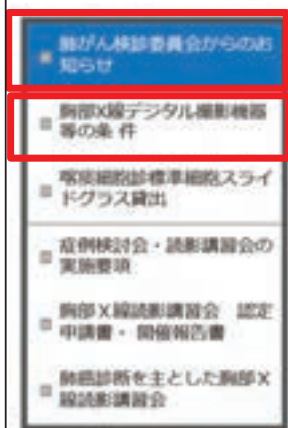 肺がん検診委員会からのお
知らせ
胸部X線デジタル撮影機器
等の条 件
喀痰細胞診標準細胞スライ
ドグラス貸出
症例検討会・読影講習会の
実施要項
胸部X線読影講習会　認定
申請書・ 開催報告書
肺癌診断を主とした胸部X
線読影講習会